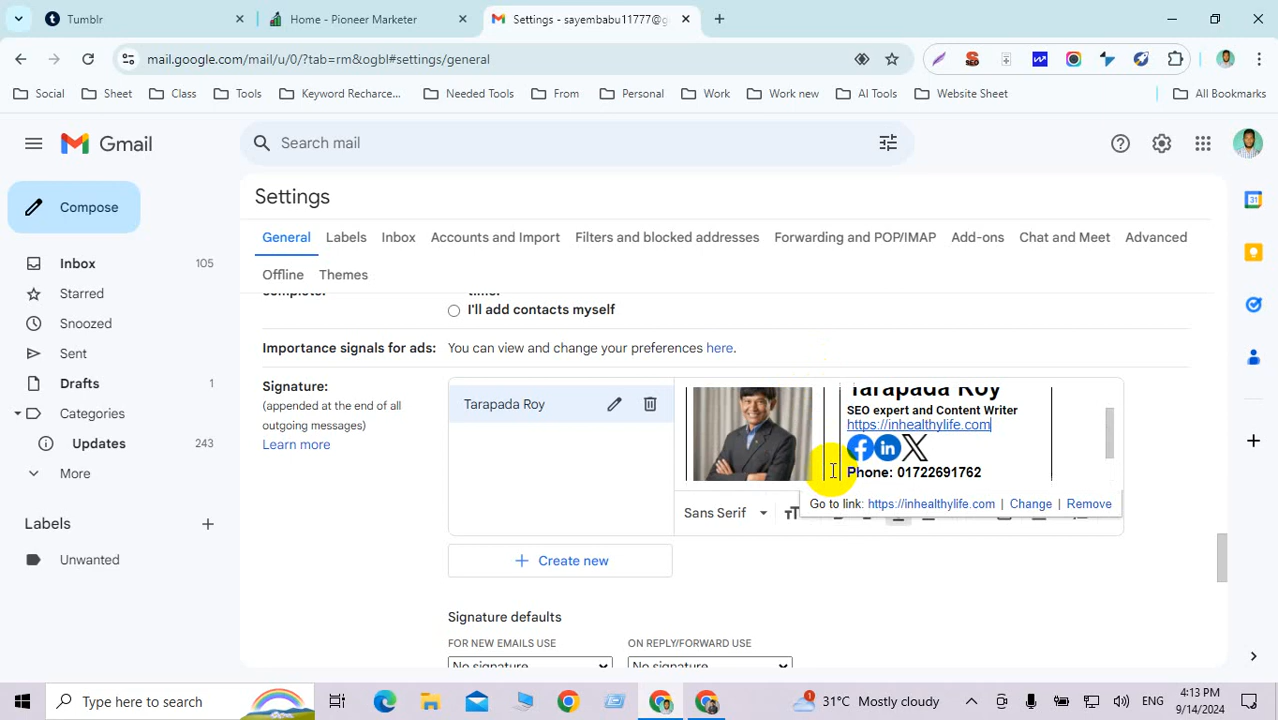 Tumblr
Home - Pioneer Marketer
Settings - sayembabu11777@g
mail.google.com/mail/u/0/?tab=rm&ogbl#settings/general
Social
Sheet
Class
Tools
Keyword Recharce...
Needed Tools
From
Personal
Work
Work new
AI Tools
Website Sheet
All Bookmarks
Gmail
Search mail
Compose
Settings
General
Labels
Inbox
Accounts and Import
Filters and blocked addresses
Forwarding and POP/IMAP
Add-ons
Chat and Meet
Advanced
Offline
Themes
Inbox 105
Starred
Snoozed
Sent
Drafts 1
Categories
Updates 243
More
Labels
Unwanted
time:
I'll add contacts myself
Importance signals for ads: You can view and change your preferences here.
Signature:
(appended at the end of all
outgoing messages)
Learn more
Tarapada Roy
Tarapada Roy
SEO expert and Content Writer
https://inhealthylife.com
Phone: 01722691762
Go to link: https://inhealthylife.com | Change | Remove
Sans Serif
Create new
Signature defaults
FOR NEW EMAILS USE
ON REPLY/FORWARD USE
No signature
No signature
Type here to search
31°C Mostly cloudy
ENG
4:13 PM
9/14/2024